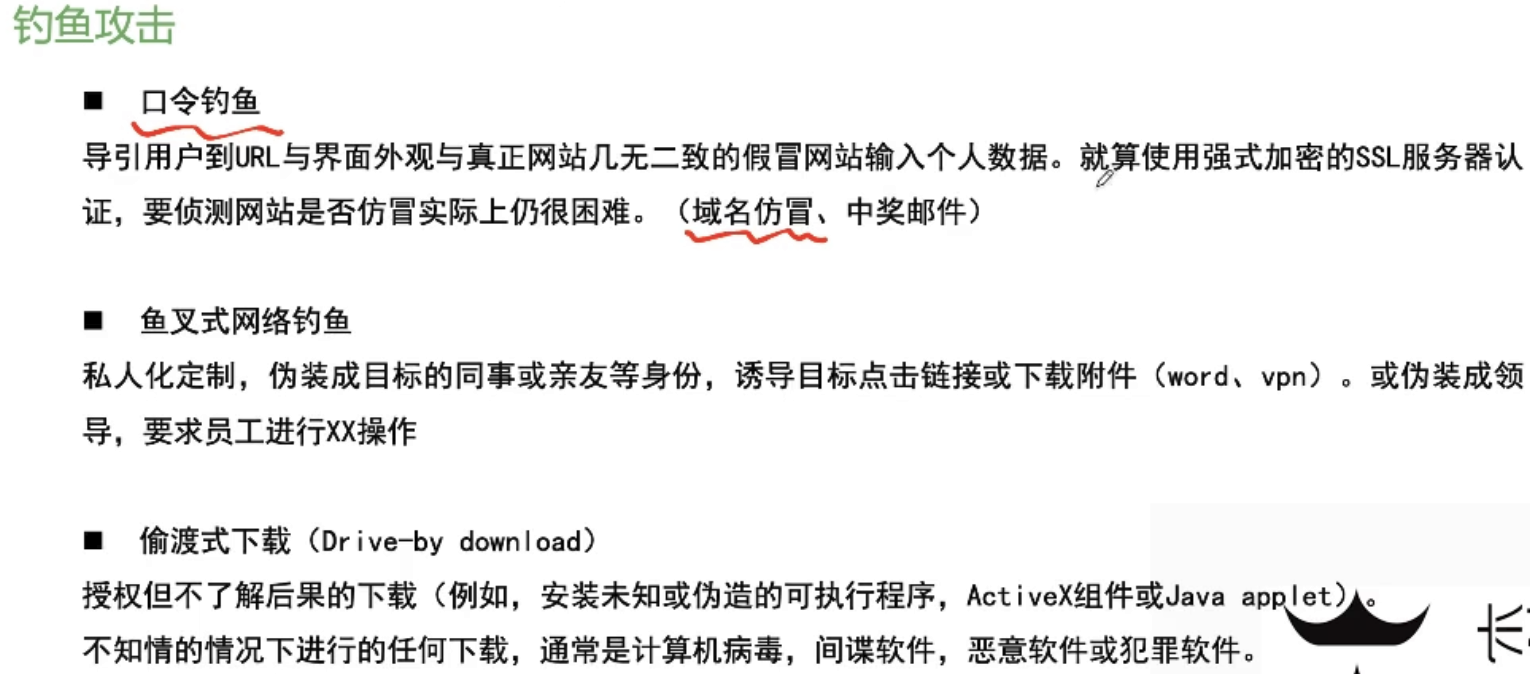 钓鱼攻击
■ 口令钓鱼
导引用户到URL与界面外观与真正网站几无二致的假冒网站输入个人数据。就算使用强式加密的SSL服务器认
证，要侦测网站是否仿冒实际上仍很困难。（域名仿冒、中奖邮件）
■ 鱼叉式网络钓鱼
私人化定制，伪装成目标的同事或亲友等身份，诱导目标点击链接或下载附件（word、vpn）。或伪装成领
导，要求员工进行XX操作
■ 偷渡式下载（Drive-by download）
授权但不了解后果的下载（例如，安装未知或伪造的可执行程序，ActiveX组件或Java applet）。
不知情的情况下进行的任何下载，通常是计算机病毒，间谍软件，恶意软件或犯罪软件。
长